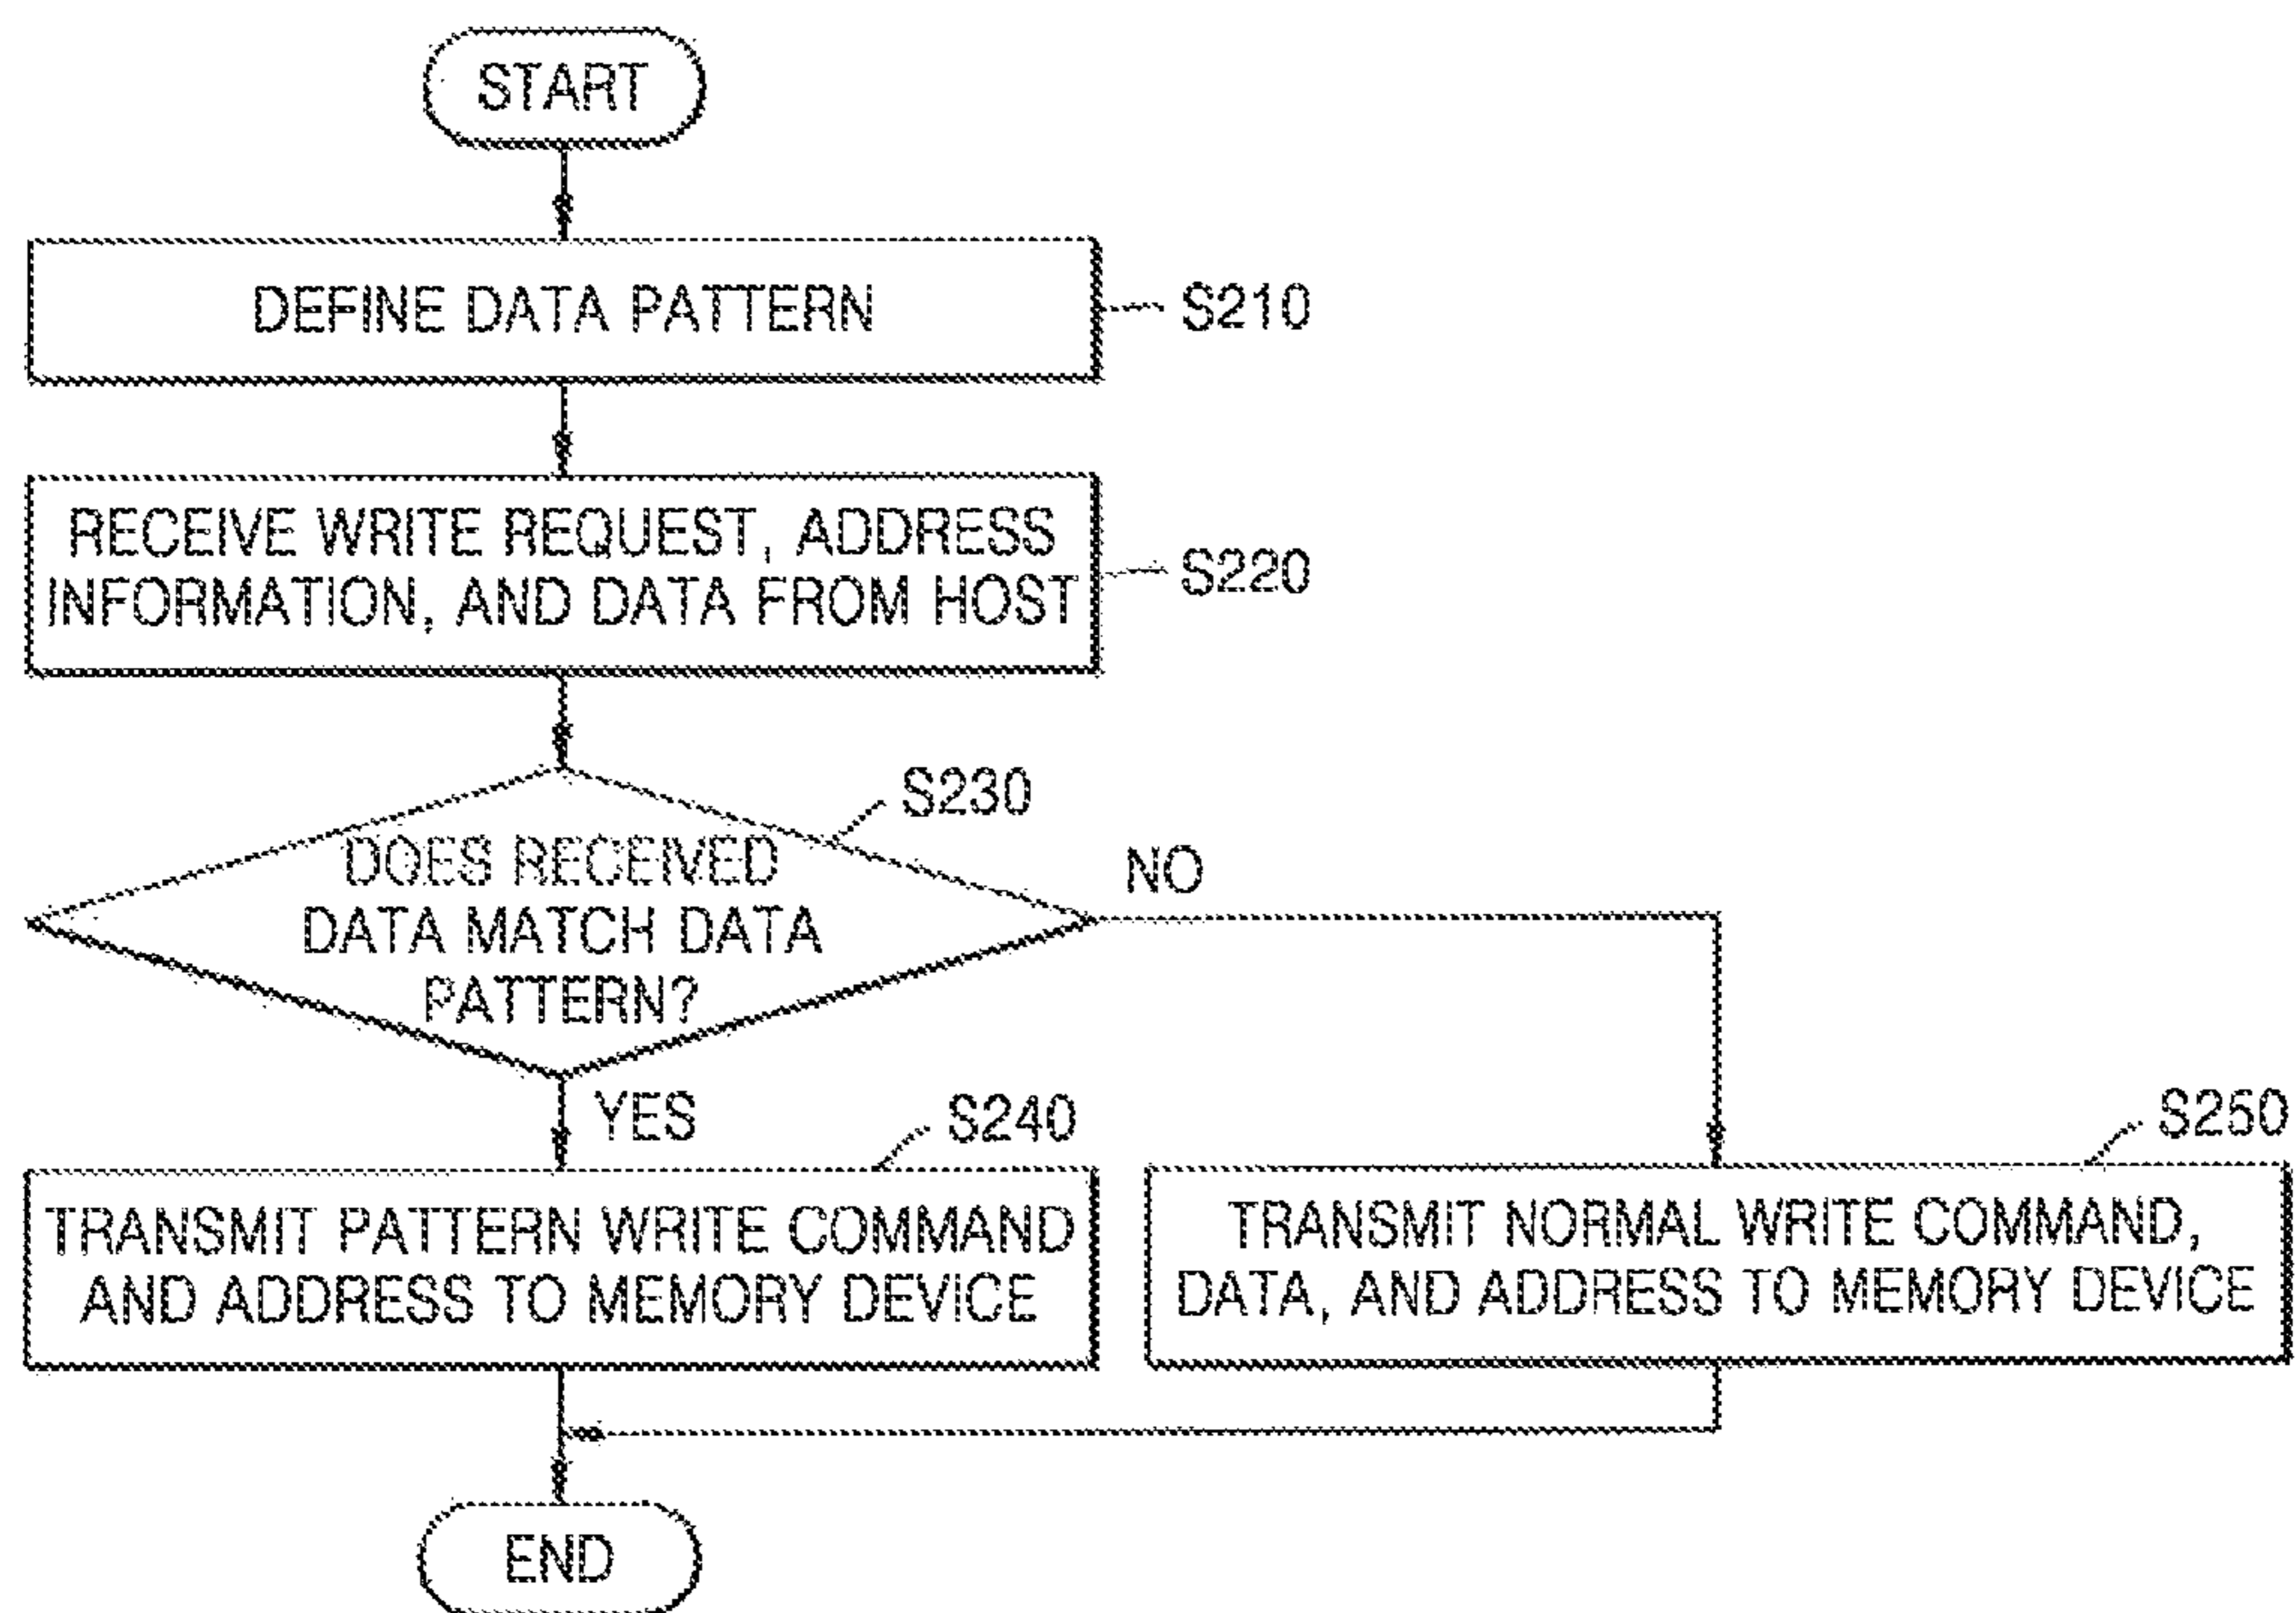 START
DEFINE DATA PATTERN
S210
RECEIVE WRITE REQUEST, ADDRESS
INFORMATION, AND DATA FROM HOST
S220
S230
DOES RECEIVED
DATA MATCH DATA
PATTERN?
NO
YES
S240
S250
TRANSMIT PATTERN WRITE COMMAND
AND ADDRESS TO MEMORY DEVICE
TRANSMIT NORMAL WRITE COMMAND,
DATA, AND ADDRESS TO MEMORY DEVICE
END